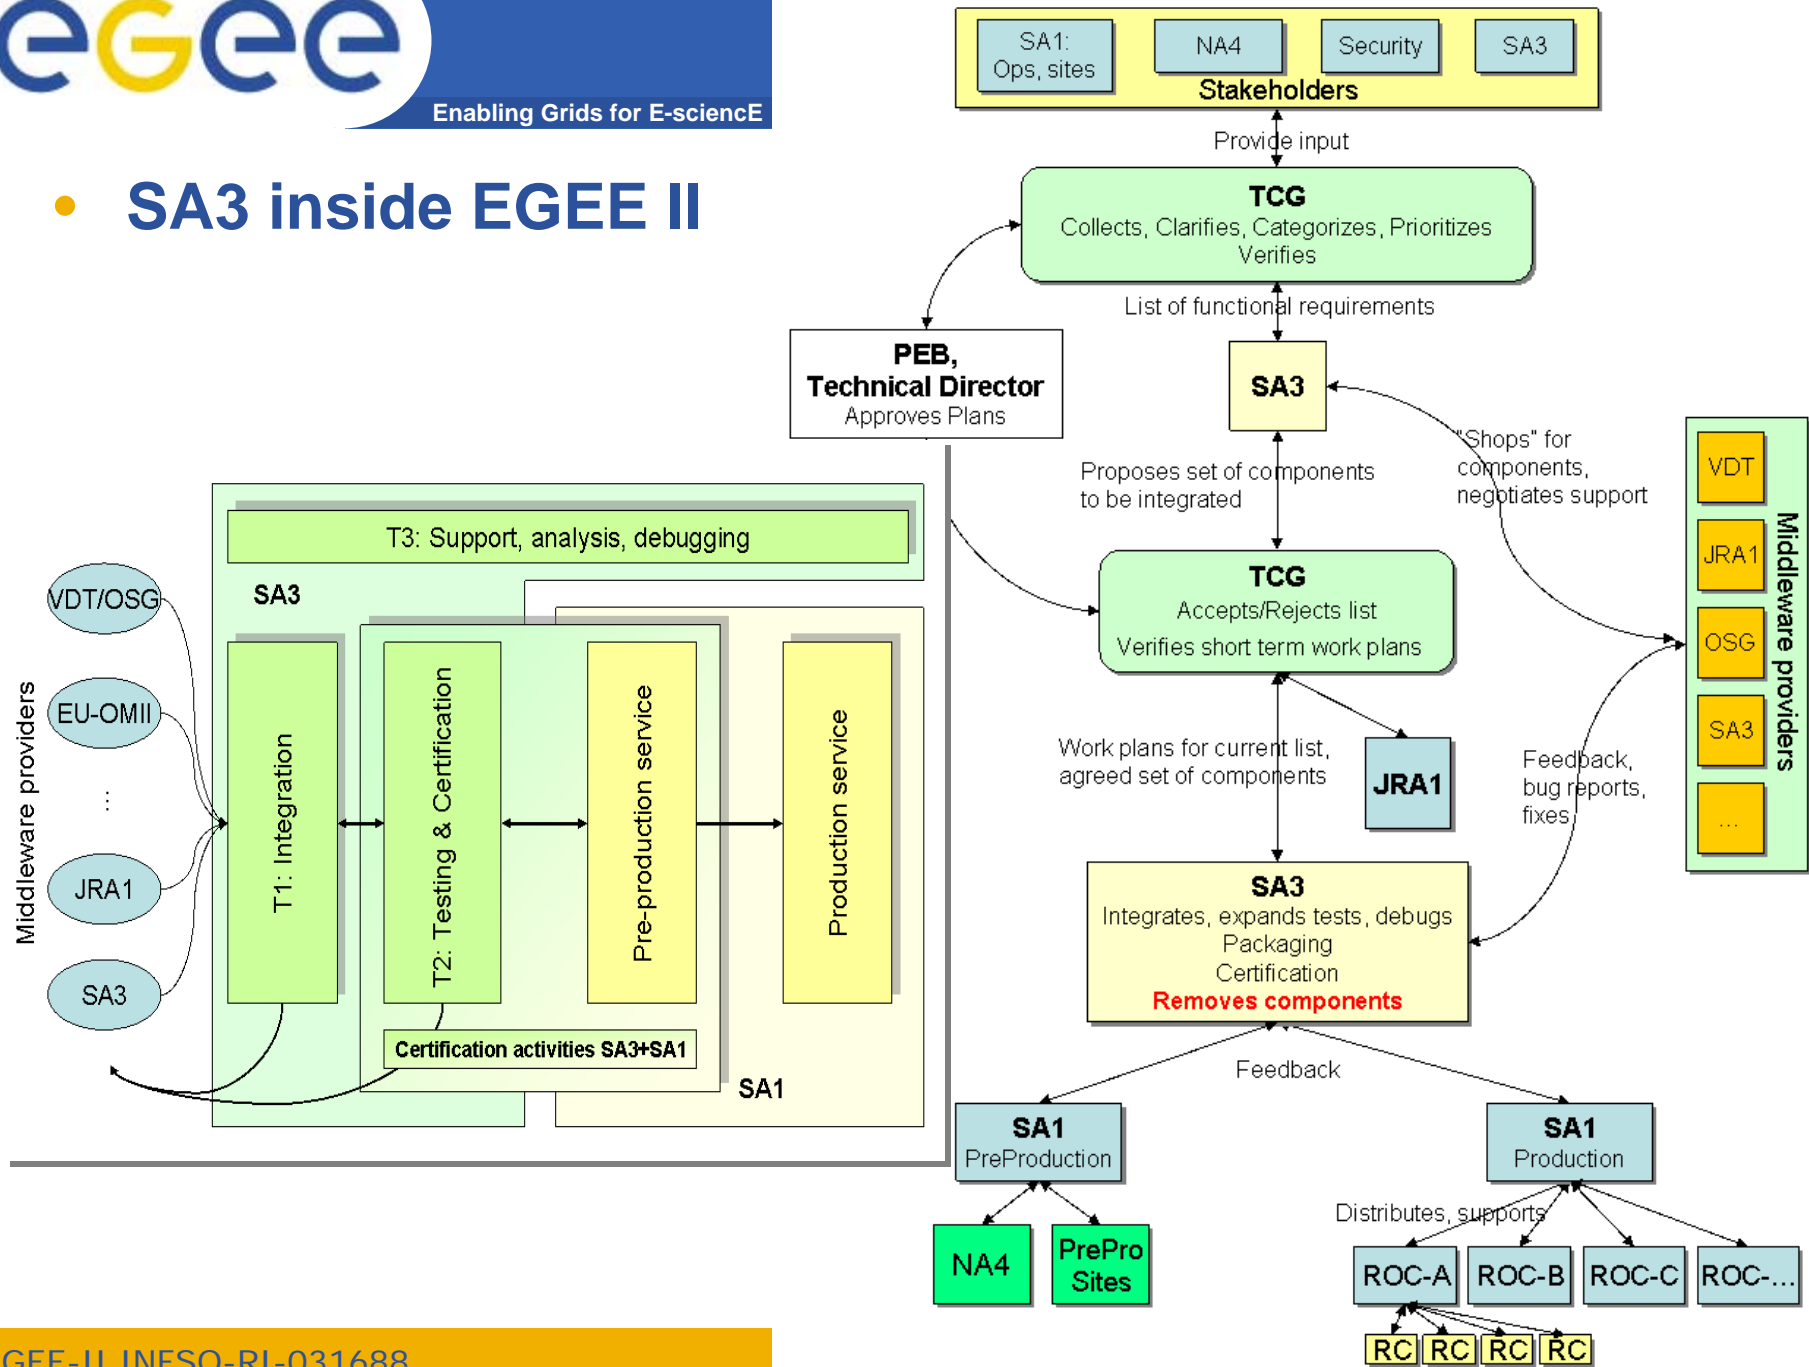 eGee
Enabling Grids for E-sciencE
• SA3 inside EGEE II
SA1:
Ops, sites
NA4
Security
SA3
Stakeholders
Provide input
TCG
Collects, Clarifies, Categorizes, Prioritizes
Verifies
List of functional requirements
PEB,
Technical Director
Approves Plans
SA3
"Shops" for
components,
negotiates support
Proposes set of components
to be integrated
VDT
JRA1
OSG
SA3
...
Middleware providers
TCG
Accepts/Rejects list
Verifies short term work plans
Work plans for current list,
agreed set of components
JRA1
Feedback,
bug reports,
fixes
SA3
Integrates, expands tests, debugs
Packaging
Certification
Removes components
Feedback
SA1
PreProduction
SA1
Production
NA4
PrePro
Sites
Distributes, supports
ROC-A
ROC-B
ROC-C
ROC-...
RC
RC
RC
RC
T3: Support, analysis, debugging
SA3
Middleware providers
VDT/OSG
EU-OMII
...
JRA1
SA3
T1: Integration
T2: Testing & Certification
Pre-production service
Production service
Certification activities SA3+SA1
SA1
GEE-II INFSO-RI-031688